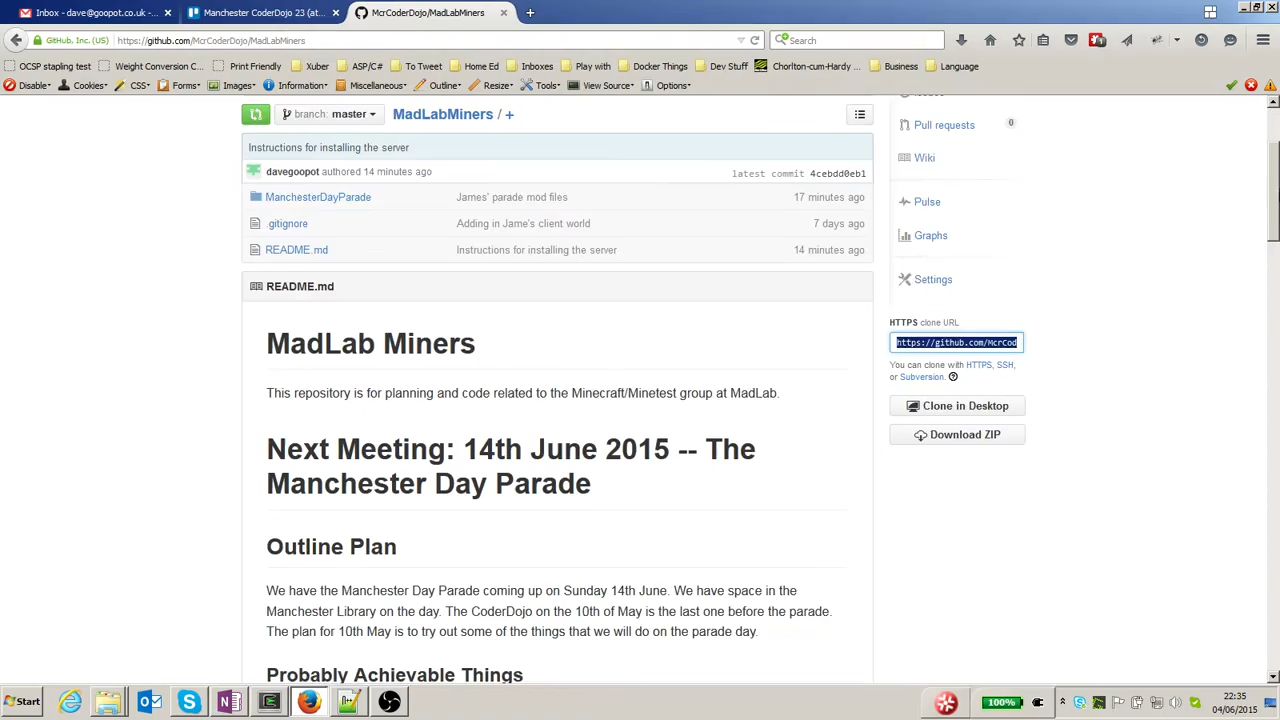 Inbox - dave@goopot.co.uk -...
Manchester CoderDojo 23 (at...
McrCoderDojo/MadLabMiners
GitHub, Inc. (US)
https://github.com/McrCoderDojo/MadLabMiners
Search
OCSP stapling test
Weight Conversion C...
Print Friendly
Xuber
ASP/C#
To Tweet
Home Ed
Inboxes
Play with
Docker Things
Dev Stuff
Chorlton-cum-Hardy ...
Business
Language
Disable
Cookies
CSS
Forms
Images
Information
Miscellaneous
Outline
Resize
Tools
View Source
Options
branch: master
MadLabMiners / +
Instructions for installing the server
davegoopot authored 14 minutes ago
latest commit 4cebdd0eb1
ManchesterDayParade James' parade mod files 17 minutes ago
.gitignore Adding in Jame's client world 7 days ago
README.md Instructions for installing the server 14 minutes ago
README.md
MadLab Miners
This repository is for planning and code related to the Minecraft/Minetest group at MadLab.
Next Meeting: 14th June 2015 -- The
Manchester Day Parade
Outline Plan
We have the Manchester Day Parade coming up on Sunday 14th June. We have space in the
Manchester Library on the day. The CoderDojo on the 10th of May is the last one before the parade.
The plan for 10th May is to try out some of the things that we will do on the parade day.
Probably Achievable Things
Pull requests 0
Wiki
Pulse
Graphs
Settings
HTTPS clone URL
https://github.com/McrCod
You can clone with HTTPS, SSH,
or Subversion.
Clone in Desktop
Download ZIP
Start
100%
22:35
04/06/2015